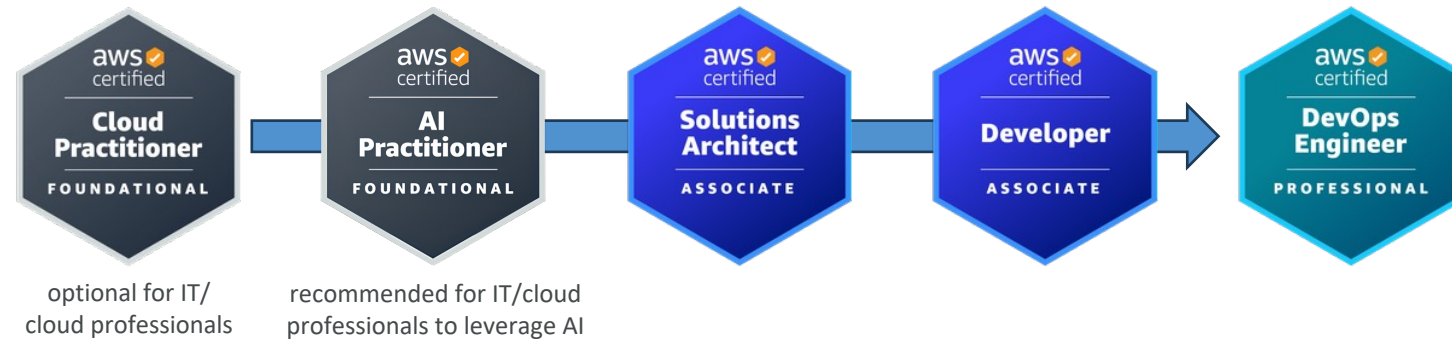 aws
certified
Cloud
Practitioner
FOUNDATIONAL
aws
certified
AI
Practitioner
FOUNDATIONAL
aws
certified
Solutions
Architect
ASSOCIATE
aws
certified
Developer
ASSOCIATE
aws
certified
DevOps
Engineer
PROFESSIONAL
optional for IT/
cloud professionals
recommended for IT/cloud
professionals to leverage AI